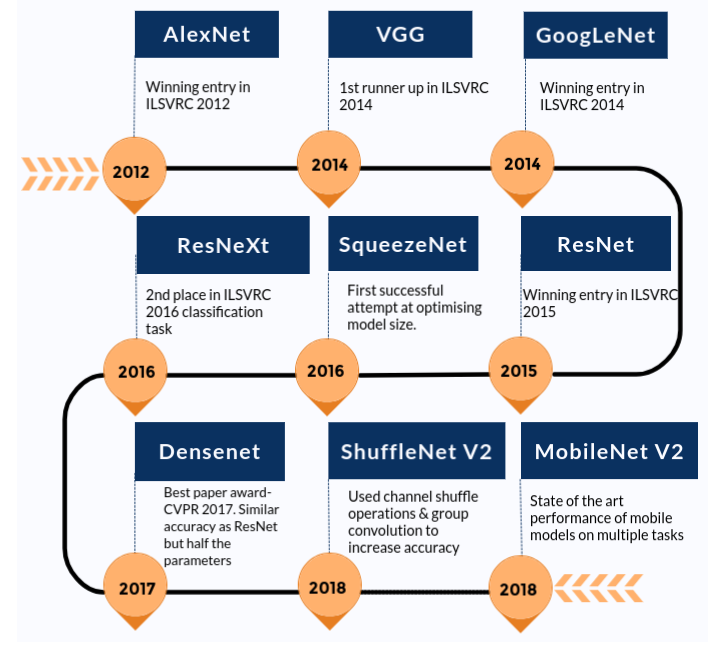 AlexNet
Winning entry in
ILSVRC 2012
2012
VGG
1st runner up in ILSVRC
2014
2014
GoogLeNet
Winning entry in
ILSVRC 2014
2014
ResNeXt
2nd place in ILSVRC
2016 classification
task
2016
SqueezeNet
First successful
attempt at optimising
model size.
2016
ResNet
Winning entry in ILSVRC
2015
2015
Densenet
Best paper award-
CVPR 2017. Similar
accuracy as ResNet
but half the
parameters
2017
ShuffleNet V2
Used channel shuffle
operations & group
convolution to
increase accuracy
2018
MobileNet V2
State of the art
performance of mobile
models on multiple tasks
2018